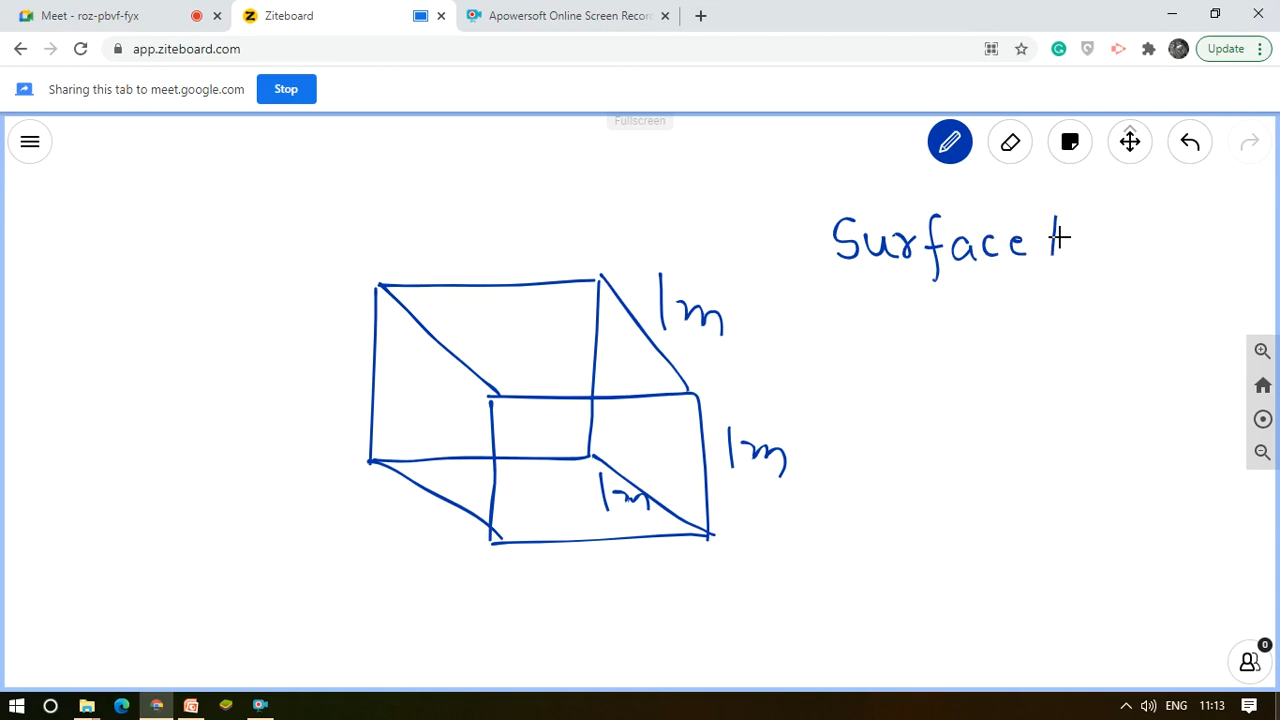 Meet - roz-pbvf-fyx
Ziteboard
Apowersoft Online Screen Recor
app.ziteboard.com
Update
Sharing this tab to meet.google.com
Stop
Fullscreen
Surface
1m
1m
1m
0
ENG
11:13